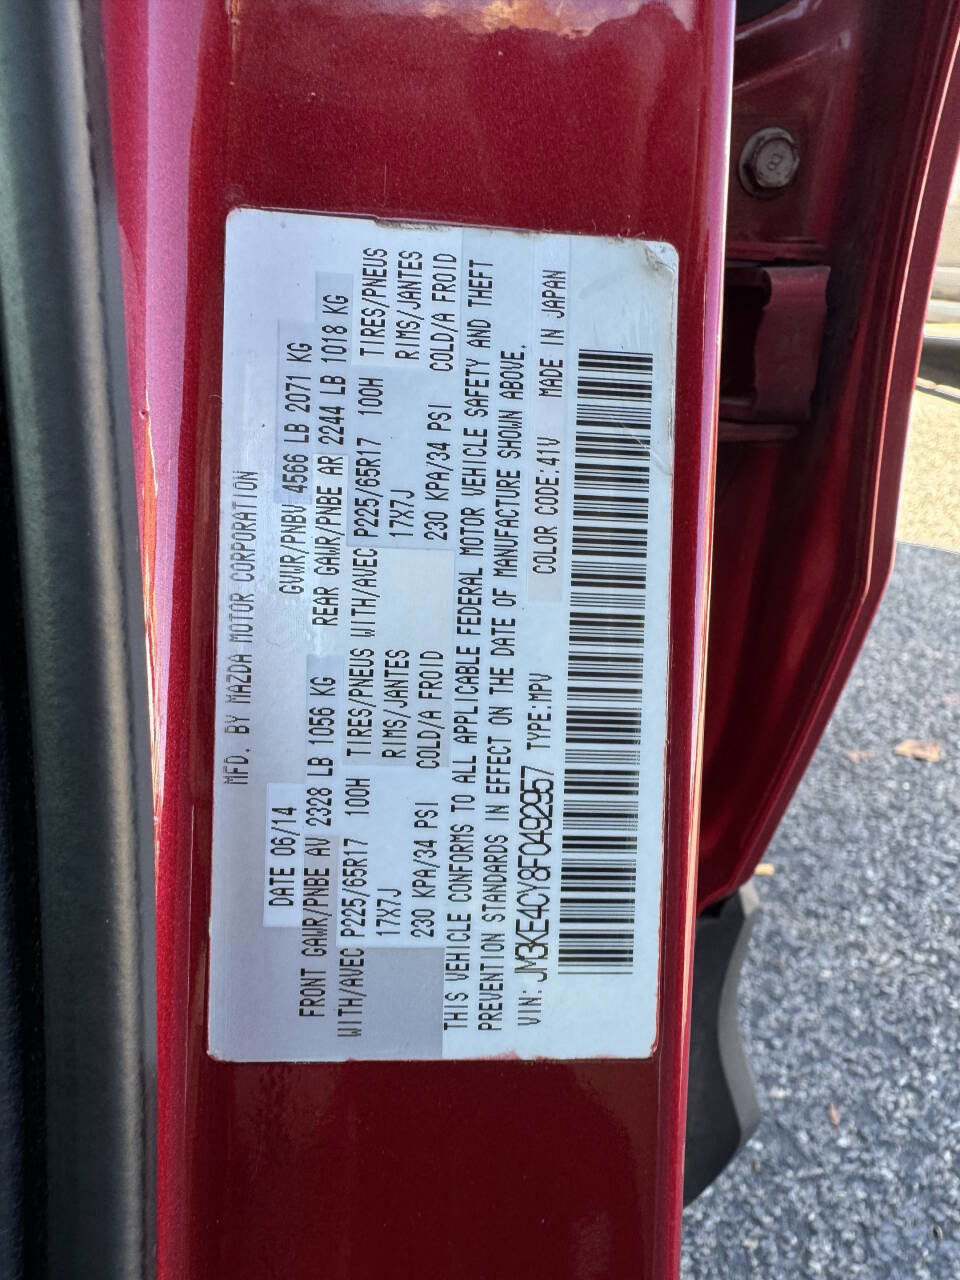 MFD. BY MAZDA MOTOR CORPORATION
DATE 06/14 GVWR/PNBV 4566 LB 2071 KG
FRONT GAWR/PNBE AV 2328 LB 1056 KG REAR GAWR/PNBE AR 2244 LB 1018 KG
WITH/AVEC P225/65R17 100H TIRES/PNEUS WITH/AVEC P225/65R17 100H TIRES/PNEUS
17X7J RIMS/JANTES 17X7J RIMS/JANTES
230 KPA/34 PSI COLD/A FROID 230 KPA/34 PSI COLD/A FROID
THIS VEHICLE CONFORMS TO ALL APPLICABLE FEDERAL MOTOR VEHICLE SAFETY AND THEFT
PREVENTION STANDARDS IN EFFECT ON THE DATE OF MANUFACTURE SHOWN ABOVE.
VIN: JM3KE4CY8F0492957 TYPE:MPV COLOR CODE:41V MADE IN JAPAN
8